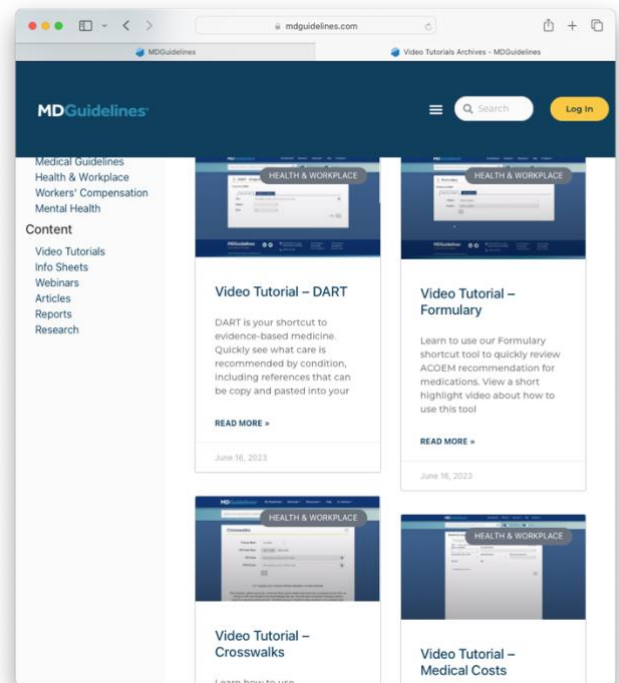 mdguidelines.com
MDGuidelines
Video Tutorials Archives - MDGuidelines
MDGuidelines
Search
Log In
Medical Guidelines
Health & Workplace
Workers' Compensation
Mental Health
Content
Video Tutorials
Info Sheets
Webinars
Articles
Reports
Research
HEALTH & WORKPLACE
Video Tutorial – DART
DART is your shortcut to
evidence-based medicine.
Quickly see what care is
recommended by condition,
including references that can
be copy and pasted into your
READ MORE »
June 16, 2023
HEALTH & WORKPLACE
Video Tutorial –
Formulary
Learn to use our Formulary
shortcut tool to quickly review
ACOEM recommendation for
medications. View a short
highlight video about how to
use this tool
READ MORE »
June 16, 2023
HEALTH & WORKPLACE
Crosswalks
Video Tutorial –
Crosswalks
Learn how to use
HEALTH & WORKPLACE
Video Tutorial –
Medical Costs